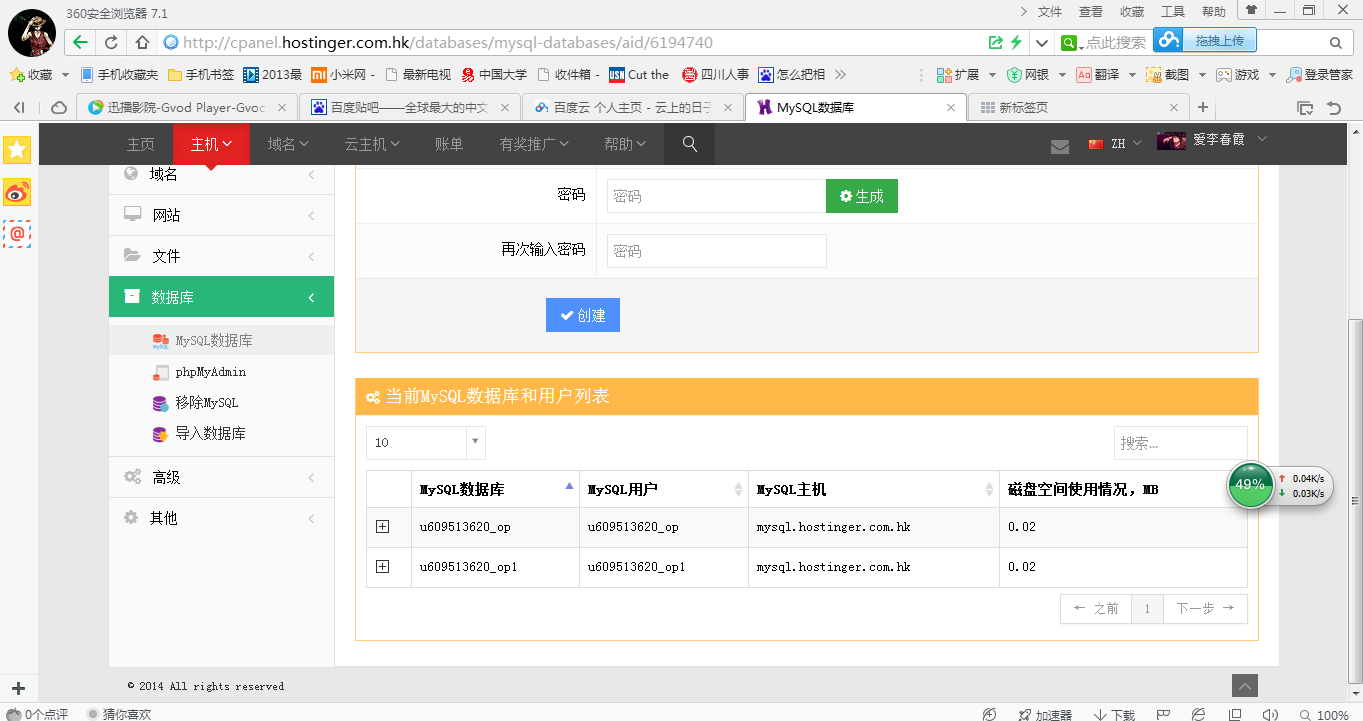 360安全浏览器 7.1
文件 查看 收藏 工具 帮助
http://cpanel.hostinger.com.hk/databases/mysql-databases/aid/6194740
点此搜索
拖拽上传
收藏 手机收藏夹 手机书签 2013最 小米网 - 最新电视 中国大学 收件箱 - Cut the 四川人事 怎么把相 扩展 网银 翻译 截图 游戏 登录管家
迅播影院-Gvod Player-Gvod 百度贴吧——全球最大的中文 百度云 个人主页 - 云上的日子 MySQL数据库 新标签页
主页 主机 域名 云主机 账单 有奖推广 帮助 ZH 爱李春霞
域名
网站
文件
数据库
MySQL数据库
phpMyAdmin
移除MySQL
导入数据库
高级
其他
密码 密码 生成
再次输入密码 密码
创建
当前MySQL数据库和用户列表
10 搜索...
MySQL数据库 MySQL用户 MySQL主机 磁盘空间使用情况，MB
u609513620_op u609513620_op mysql.hostinger.com.hk 0.02
u609513620_op1 u609513620_op1 mysql.hostinger.com.hk 0.02
← 之前 1 下一步 →
49% 0.04K/s
0.03K/s
© 2014 All rights reserved
0个点评 猜你喜欢 加速器 下载 100%